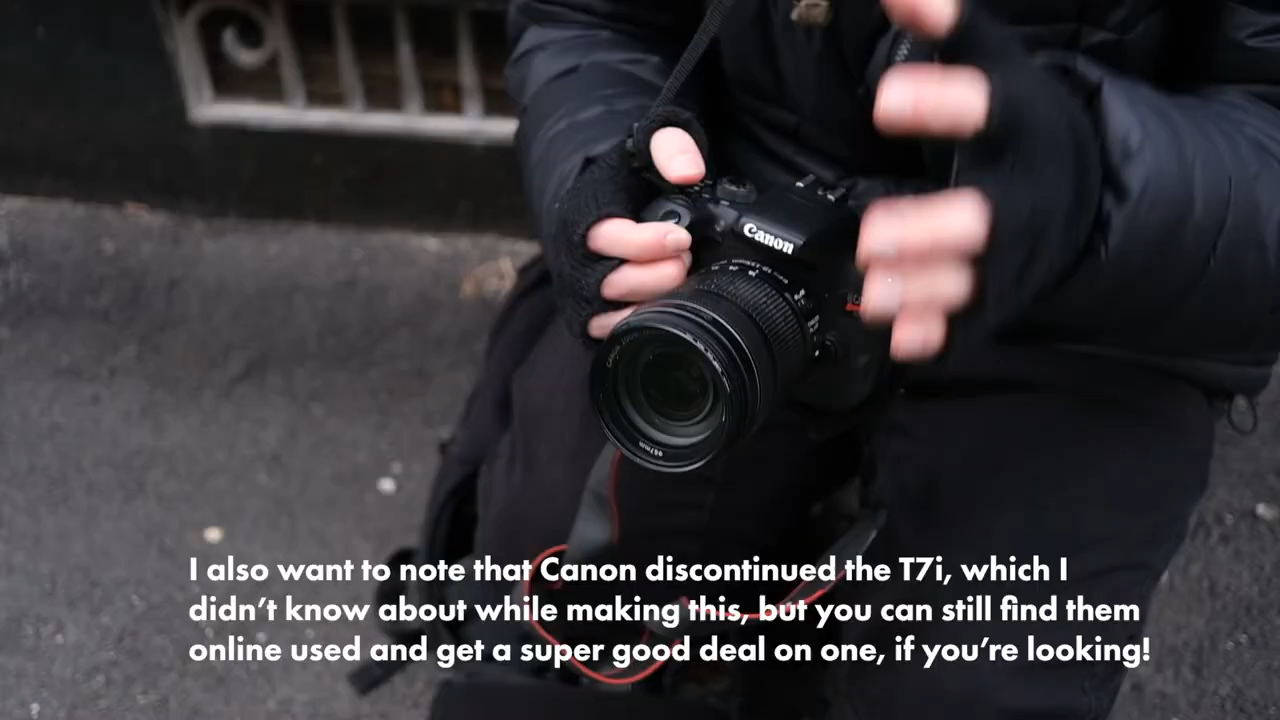 Canon
I also want to note that Canon discontinued the T7i, which I
didn't know about while making this, but you can still find them
online used and get a super good deal on one, if you're looking!